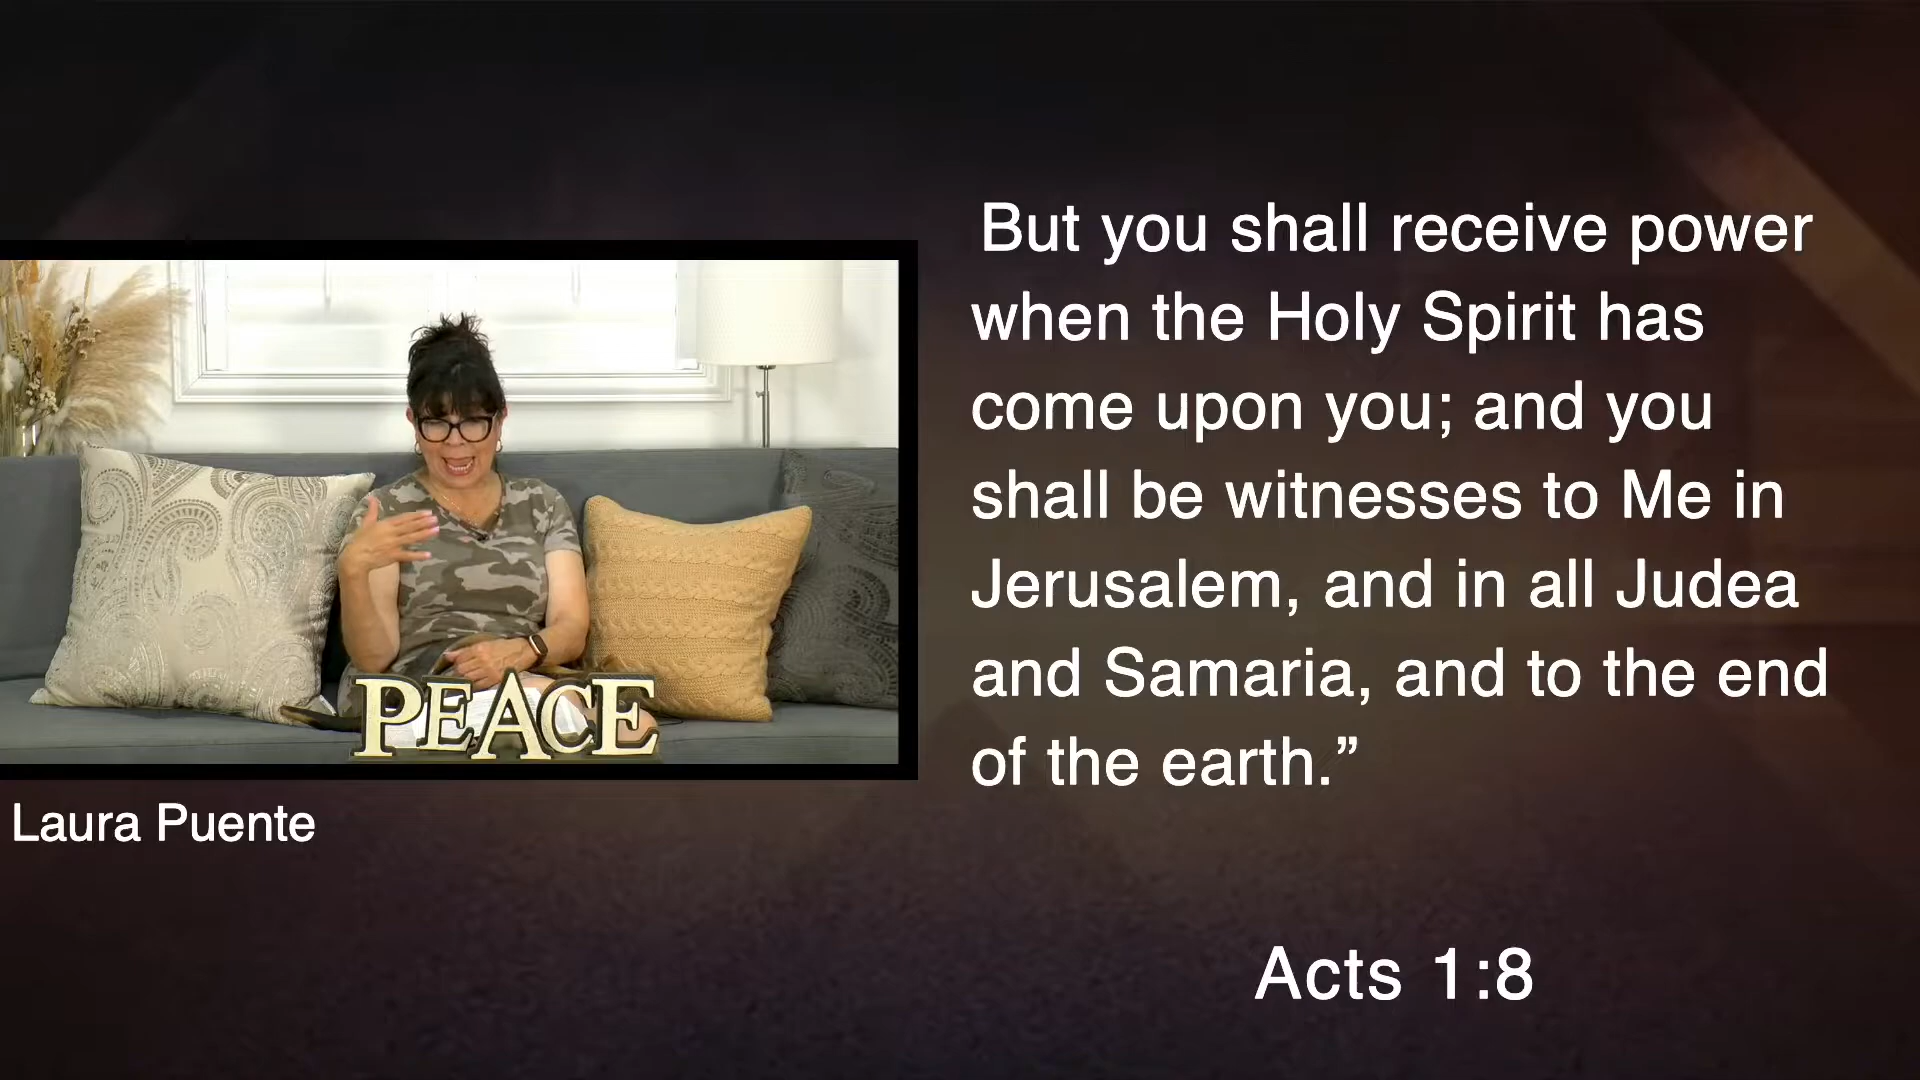 But you shall receive power
when the Holy Spirit has
come upon you; and you
shall be witnesses to Me in
Jerusalem, and in all Judea
and Samaria, and to the end
of the earth.”
Acts 1:8
PEACE
Laura Puente